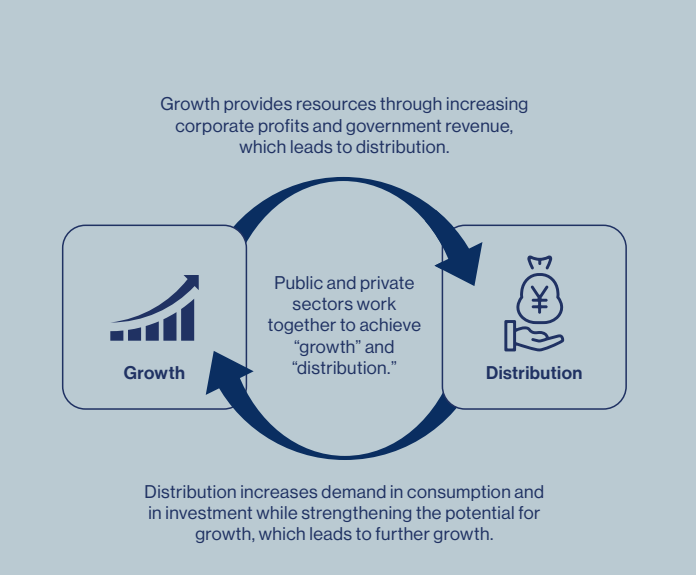 Growth provides resources through increasing
corporate profits and government revenue,
which leads to distribution.
Public and private
sectors work
together to achieve
“growth” and
“distribution.”
¥
Growth
Distribution
Distribution increases demand in consumption and
in investment while strengthening the potential for
growth, which leads to further growth.